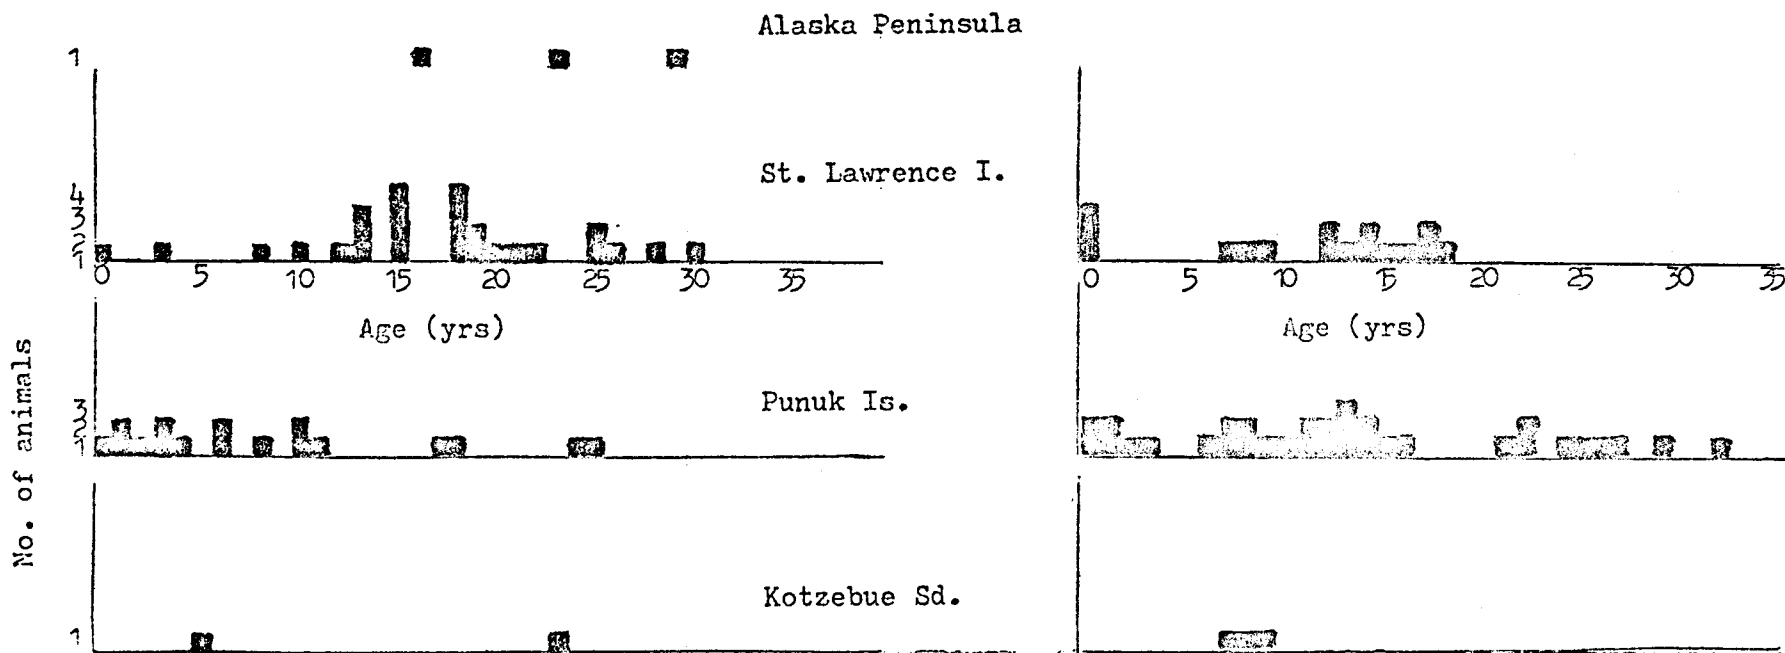 Alaska Peninsula
1
St. Lawrence I.
4
3
2
1
0 5 10 15 20 25 30 35
0 5 10 15 20 25 30 35
Age (yrs)
Age (yrs)
No. of animals
Punuk Is.
3
2
1
Kotzebue Sd.
1